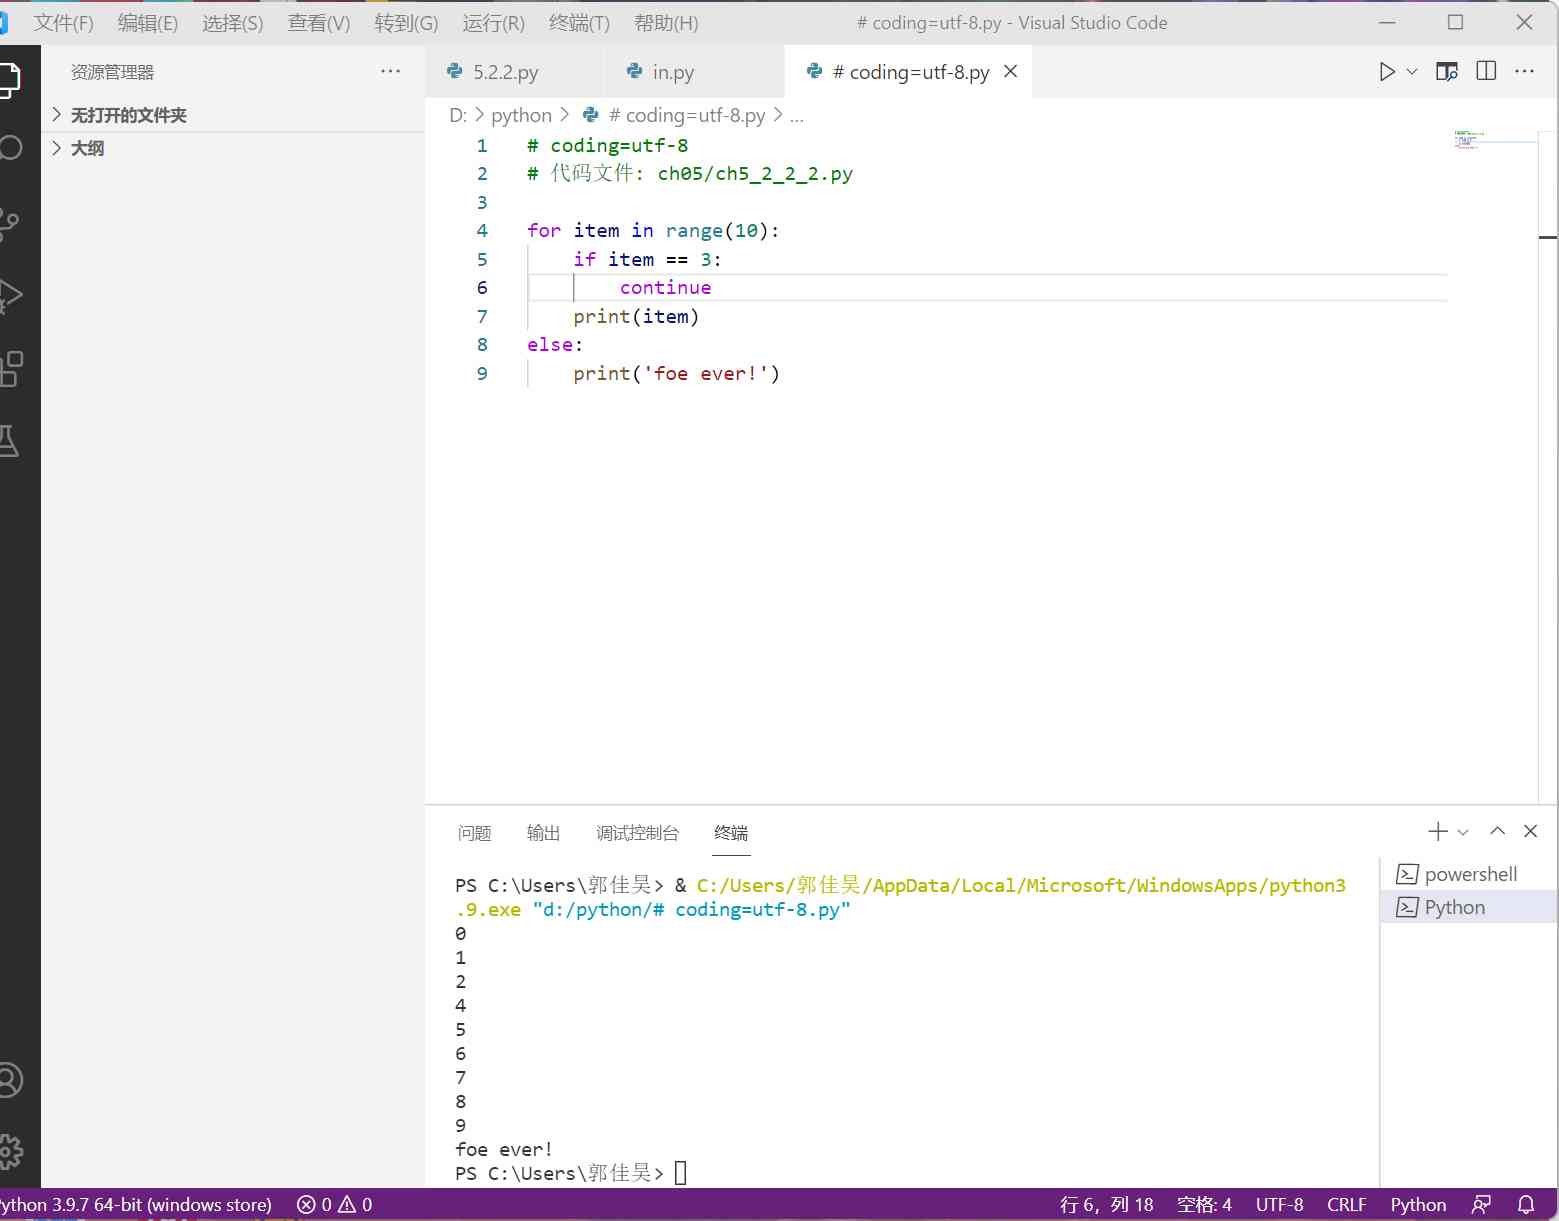 文件(F) 编辑(E) 选择(S) 查看(V) 转到(G) 运行(R) 终端(T) 帮助(H) # coding=utf-8.py - Visual Studio Code
资源管理器
无打开的文件夹
大纲
5.2.2.py in.py # coding=utf-8.py
D: > python > # coding=utf-8.py > ...
1 # coding=utf-8
2 # 代码文件: ch05/ch5_2_2_2.py
3
4 for item in range(10):
5 if item == 3:
6 continue
7 print(item)
8 else:
9 print('foe ever!')
问题 输出 调试控制台 终端
PS C:\Users\郭佳昊> & C:/Users/郭佳昊/AppData/Local/Microsoft/WindowsApps/python3
.9.exe "d:/python/# coding=utf-8.py"
0
1
2
4
5
6
7
8
9
foe ever!
PS C:\Users\郭佳昊>
powershell
Python
ython 3.9.7 64-bit (windows store) 0 0 行 6，列 18 空格: 4 UTF-8 CRLF Python